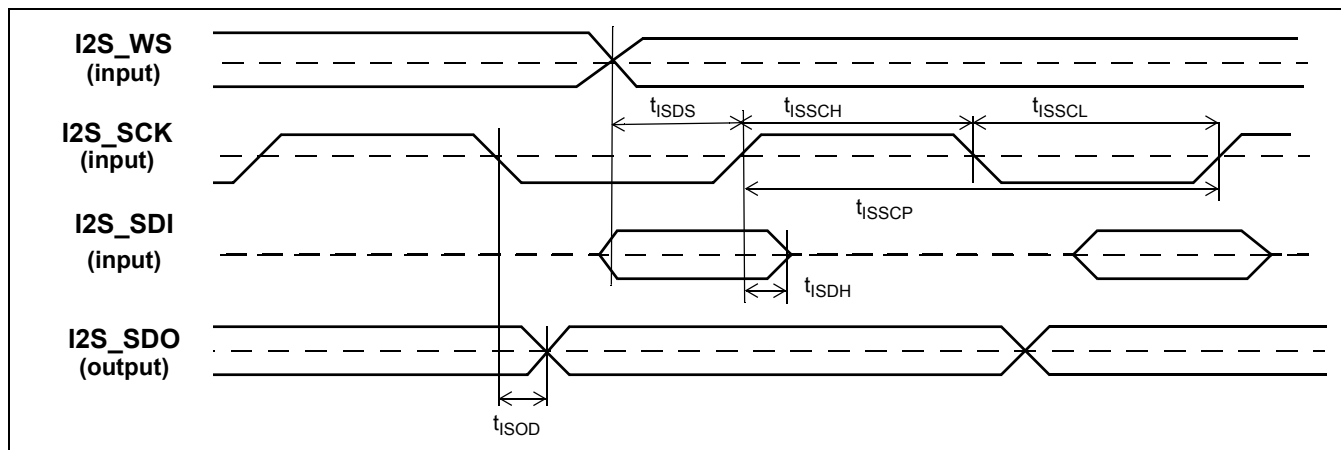 I2S_WS
(input)
tISDS
tISSCH
tISSCL
I2S_SCK
(input)
tISSCP
I2S_SDI
(input)
tISDH
I2S_SDO
(output)
tISOD